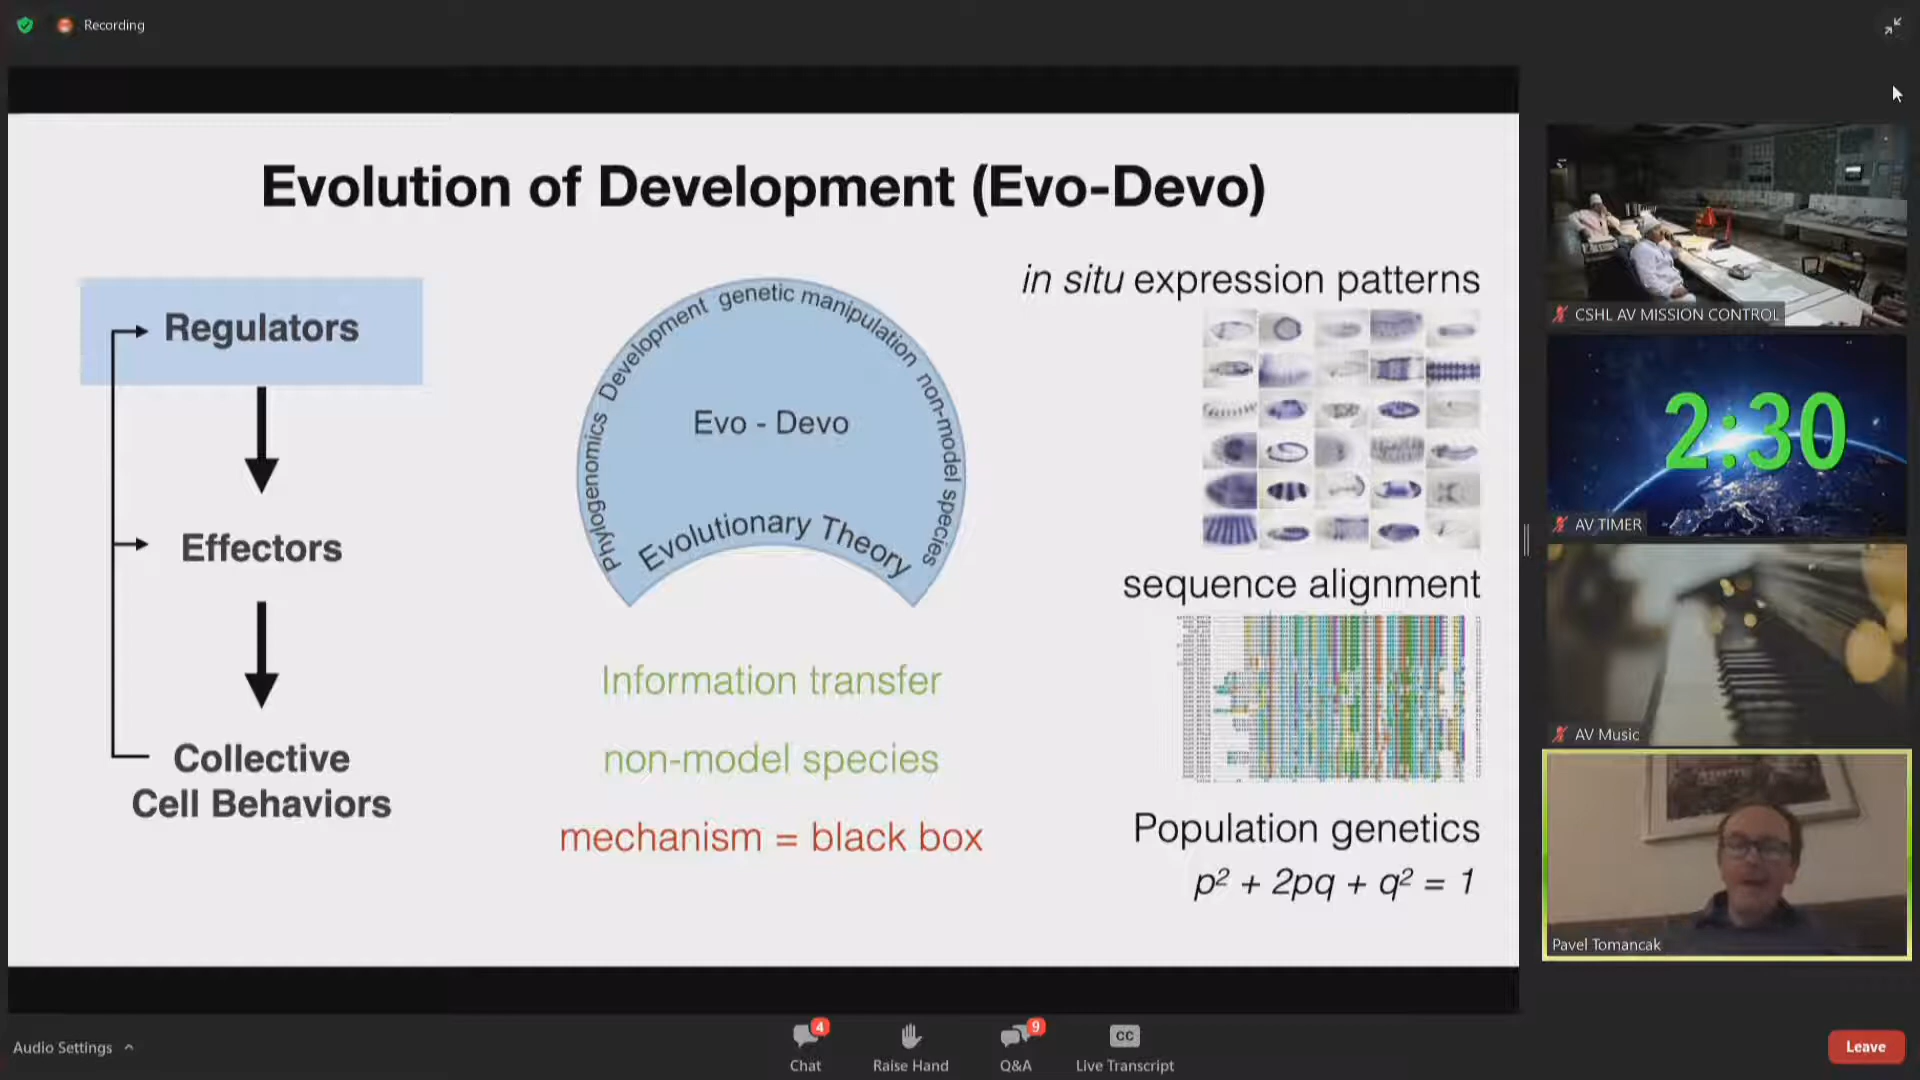 Recording
Evolution of Development (Evo-Devo)
Regulators
Effectors
Collective
Cell Behaviors
Phylogenomics Development genetic manipulation non-model species
Evo - Devo
Evolutionary Theory
Information transfer
non-model species
mechanism = black box
in situ expression patterns
sequence alignment
Population genetics
p² + 2pq + q² = 1
CSHL AV MISSION CONTROL
2:30
AV TIMER
AV Music
Pavel Tomancak
Audio Settings
4
Chat
Raise Hand
9
Q&A
CC
Live Transcript
Leave